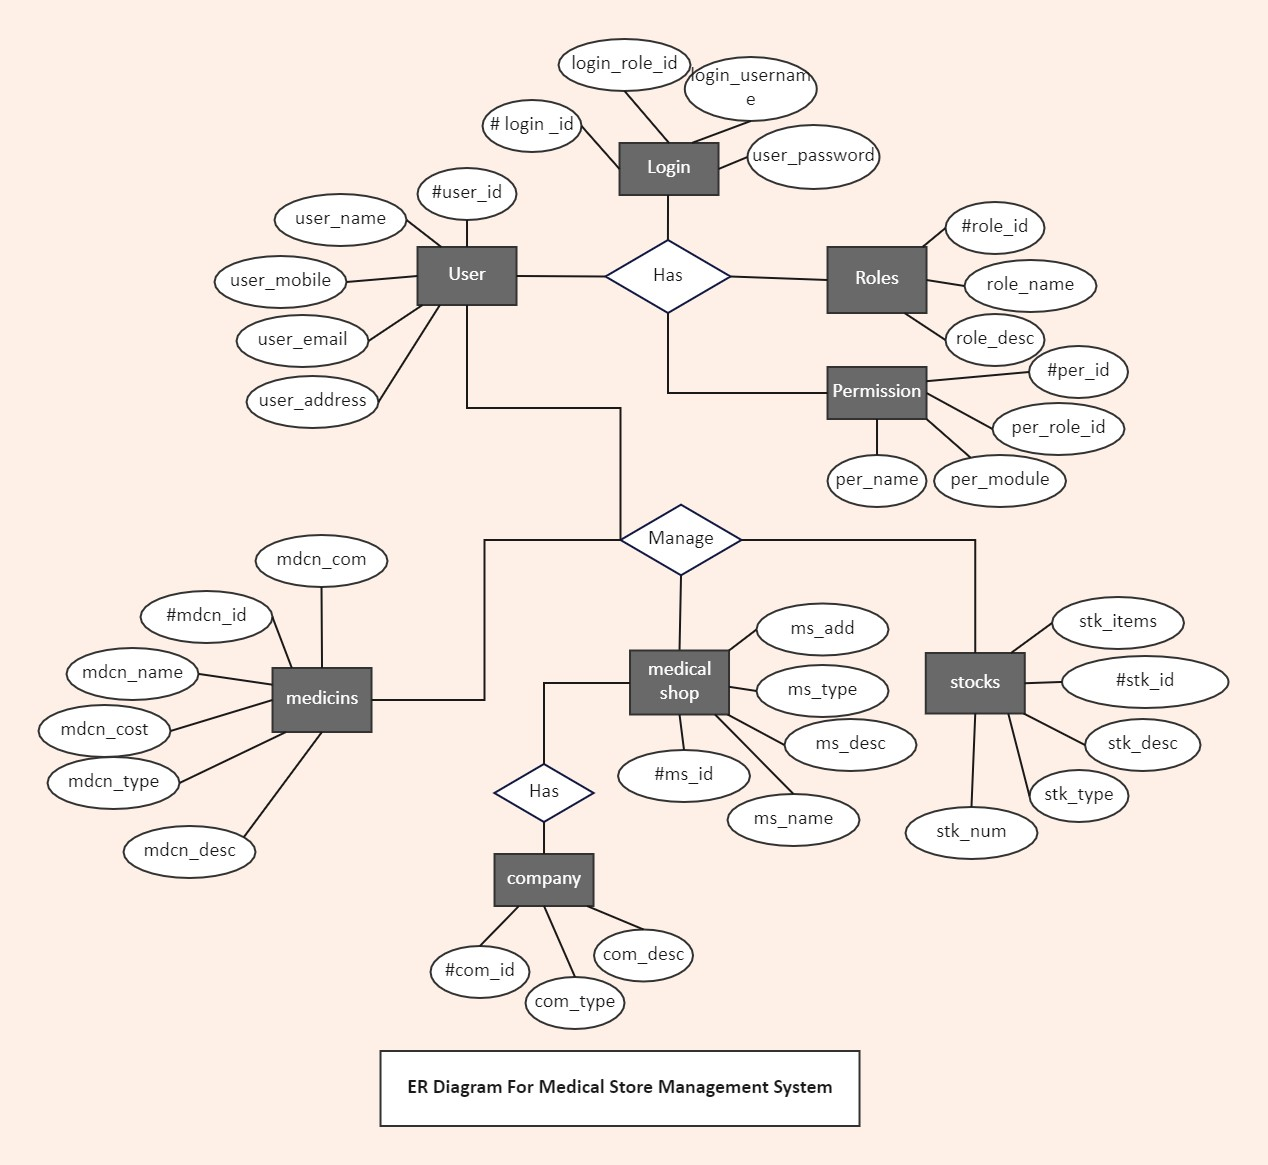 login_role_id
login_usernam
e
# login _id
user_password
Login
#user_id
user_name
#role_id
User
Has
Roles
user_mobile
role_name
user_email
role_desc
#per_id
Permission
user_address
per_role_id
per_name
per_module
Manage
mdcn_com
#mdcn_id
stk_items
ms_add
mdcn_name
medical
shop
stocks
#stk_id
medicins
ms_type
mdcn_cost
ms_desc
stk_desc
#ms_id
mdcn_type
Has
stk_type
ms_name
stk_num
mdcn_desc
company
com_desc
#com_id
com_type
ER Diagram For Medical Store Management System